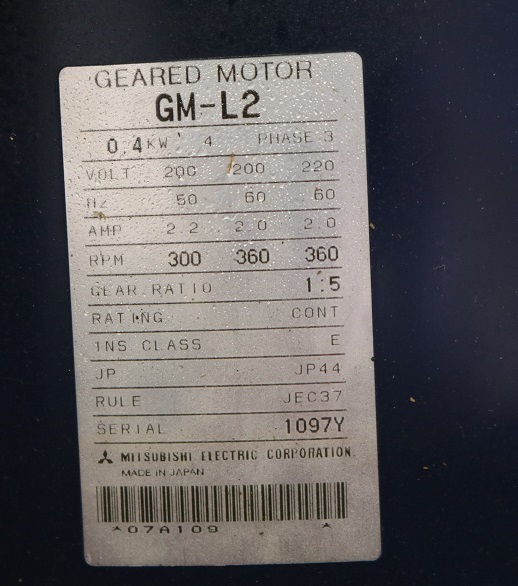 GEARED MOTOR
GM-L2
0.4 KW 4 PHASE 3
VOLT 200 200 220
HZ 50 60 60
AMP 2.2 2.0 2.0
RPM 300 360 360
GEAR RATIO 1:5
RATING CONT
INS CLASS E
JP JP44
RULE JEC37
SERIAL 1097Y
MITSUBISHI ELECTRIC CORPORATION.
MADE IN JAPAN
*07A109 *